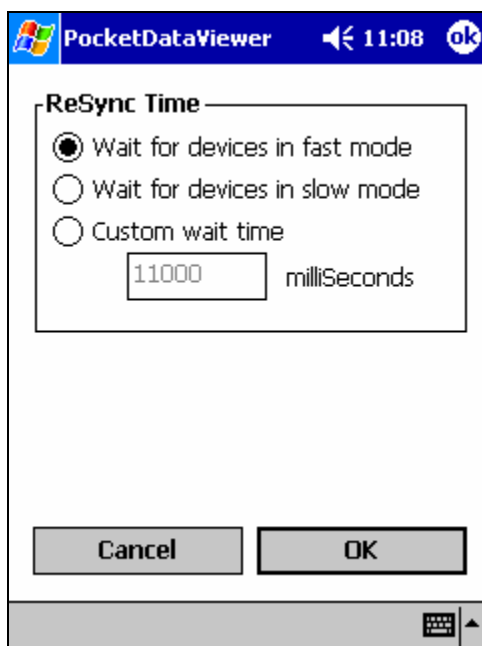 PocketDataViewer 11:08 ok
ReSync Time
Wait for devices in fast mode
Wait for devices in slow mode
Custom wait time
11000 milliSeconds
Cancel OK